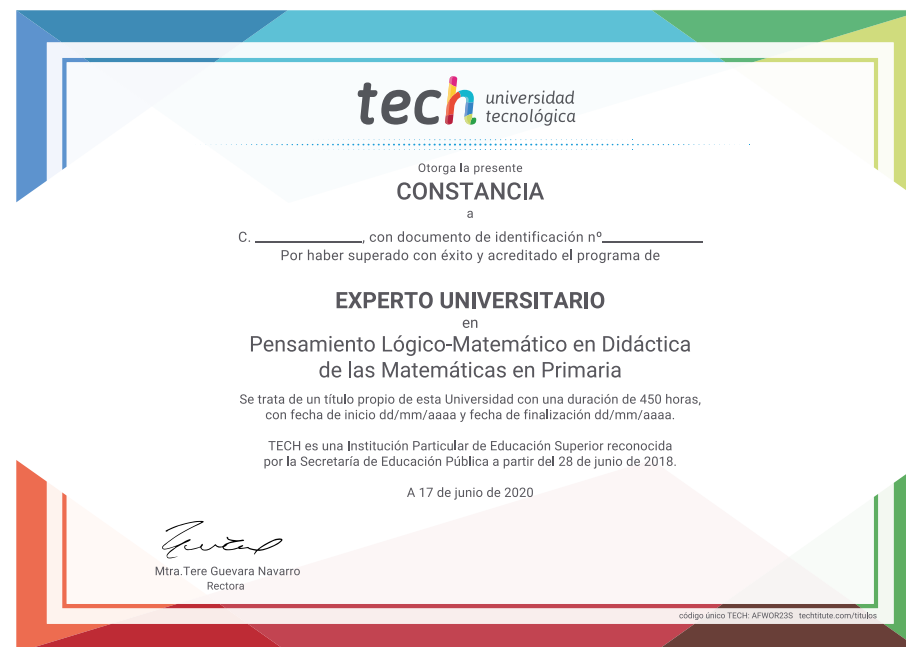 tech universidad
tecnológica
Otorga la presente
CONSTANCIA
a
C. ____________, con documento de identificación nº____________
Por haber superado con éxito y acreditado el programa de
EXPERTO UNIVERSITARIO
en
Pensamiento Lógico-Matemático en Didáctica
de las Matemáticas en Primaria
Se trata de un título propio de esta Universidad con una duración de 450 horas,
con fecha de inicio dd/mm/aaaa y fecha de finalización dd/mm/aaaa.
TECH es una Institución Particular de Educación Superior reconocida
por la Secretaría de Educación Pública a partir del 28 de junio de 2018.
A 17 de junio de 2020
Mtra.Tere Guevara Navarro
Rectora
código único TECH: AFWOR23S techtitute.com/titulos